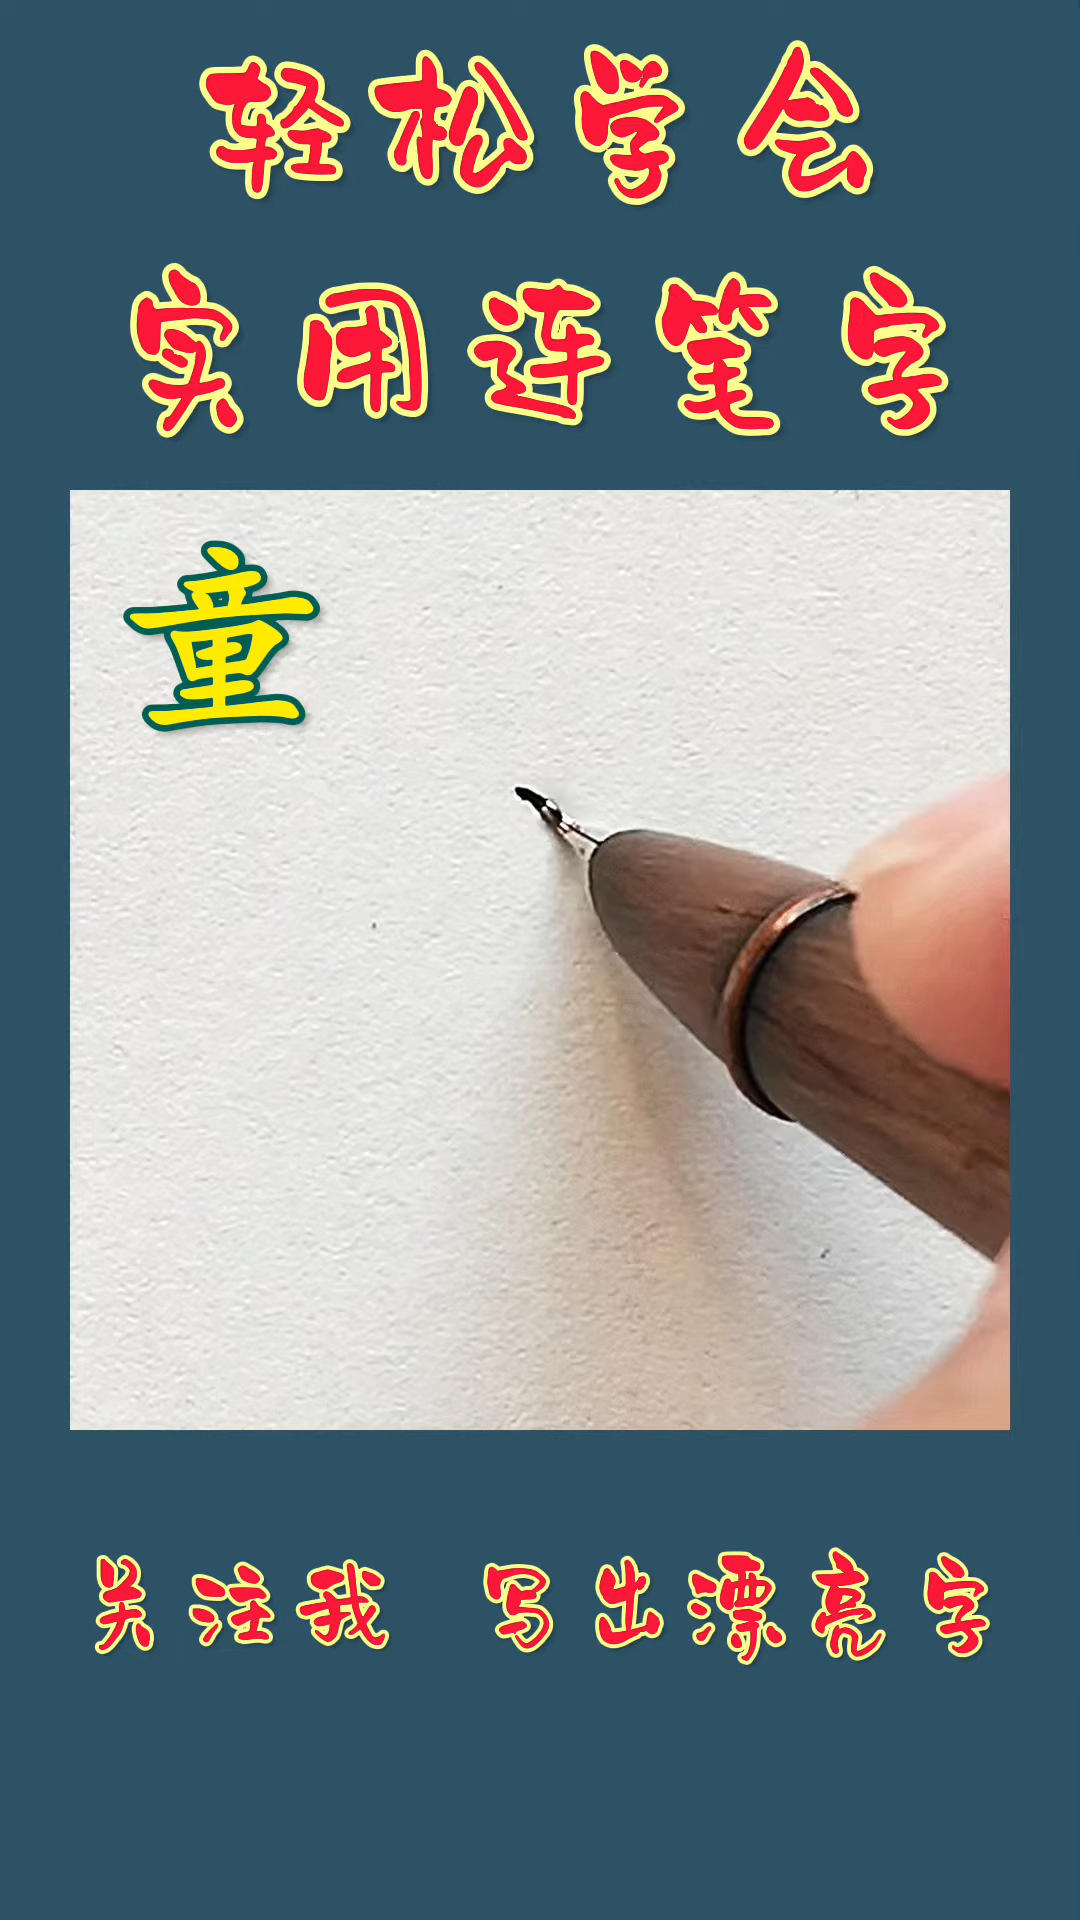 轻松学会
实用连笔字
童
关注我 写出漂亮字